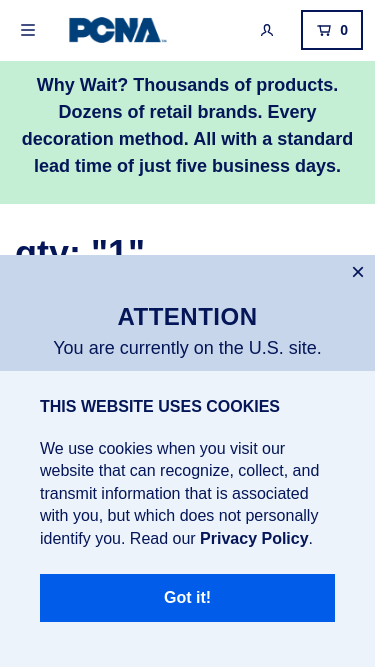 PCNA
0
Why Wait? Thousands of products.
Dozens of retail brands. Every
decoration method. All with a standard
lead time of just five business days.
qty: "1"
ATTENTION
You are currently on the U.S. site.
THIS WEBSITE USES COOKIES
We use cookies when you visit our
website that can recognize, collect, and
transmit information that is associated
with you, but which does not personally
identify you. Read our Privacy Policy.
Got it!